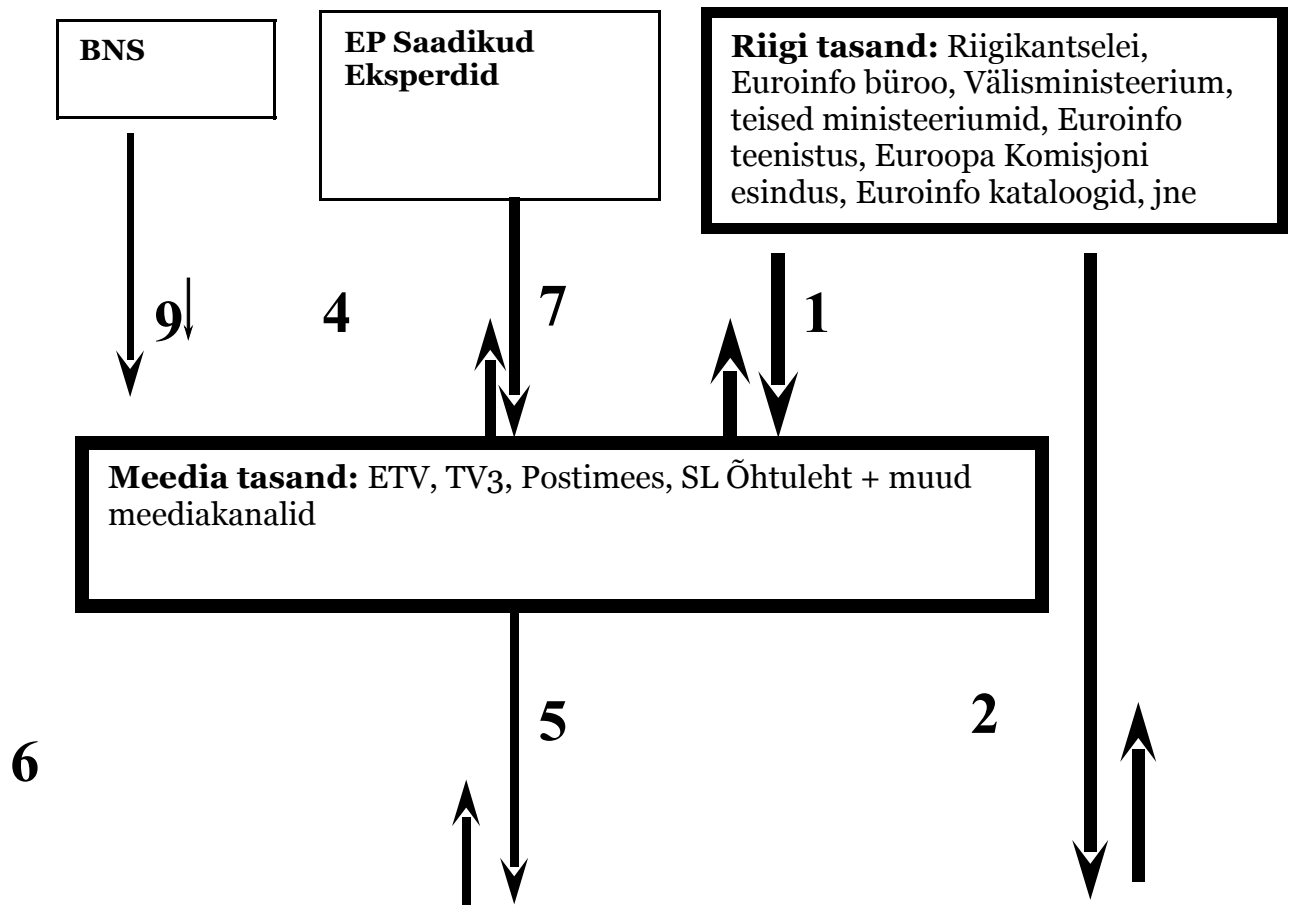 BNS
EP Saadikud
Eksperdid
Riigi tasand: Riigikantselei,
Euroinfo büroo, Välisministeerium,
teised ministeeriumid, Euroinfo
teenistus, Euroopa Komisjoni
esindus, Euroinfo kataloogid, jne
9
4
7
1
Meedia tasand: ETV, TV3, Postimees, SL Õhtuleht + muud
meediakanalid
5
2
6